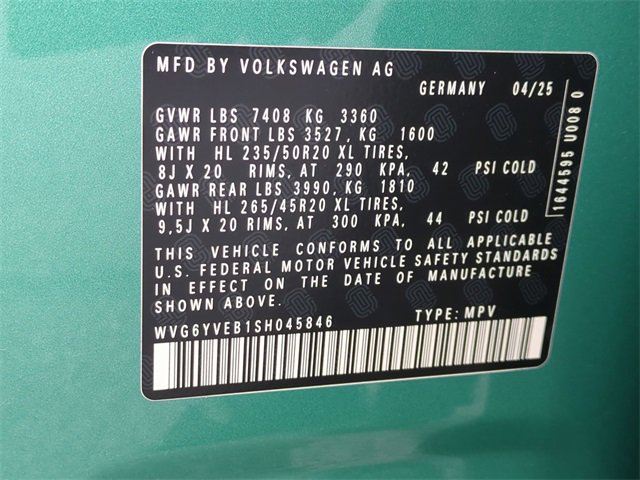 MFD BY VOLKSWAGEN AG
GERMANY 04/25
GVWR LBS 7408 KG 3360
GAWR FRONT LBS 3527, KG 1600
WITH HL 235/50R20 XL TIRES,
8J X 20 RIMS, AT 290 KPA, 42 PSI COLD
GAWR REAR LBS 3990, KG 1810
WITH HL 265/45R20 XL TIRES,
9,5J X 20 RIMS, AT 300 KPA, 44 PSI COLD
THIS VEHICLE CONFORMS TO ALL APPLICABLE
U.S. FEDERAL MOTOR VEHICLE SAFETY STANDARDS
IN EFFECT ON THE DATE OF MANUFACTURE
SHOWN ABOVE.
WVG6YVEB1SH045846 TYPE: MPV
1644595 U008 0